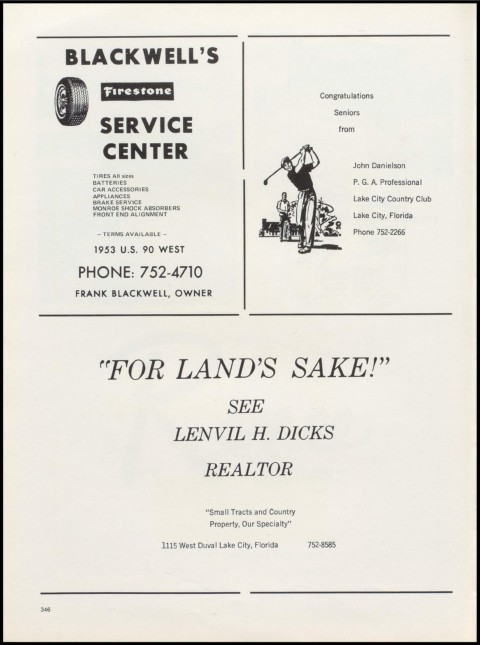 BLACKWELL'S
Firestone
SERVICE
CENTER
TIRES All sizes
BATTERIES
CAR ACCESSORIES
APPLIANCES
BRAKE SERVICE
MONROE SHOCK ABSORBERS
FRONT END ALIGNMENT
– TERMS AVAILABLE –
1953 U.S. 90 WEST
PHONE: 752-4710
FRANK BLACKWELL, OWNER
Congratulations
Seniors
from
John Danielson
P. G. A. Professional
Lake City Country Club
Lake City, Florida
Phone 752-2266
"FOR LAND'S SAKE!"
SEE
LENVIL H. DICKS
REALTOR
"Small Tracts and Country
Property, Our Specialty"
1115 West Duval Lake City, Florida 752-8585
346